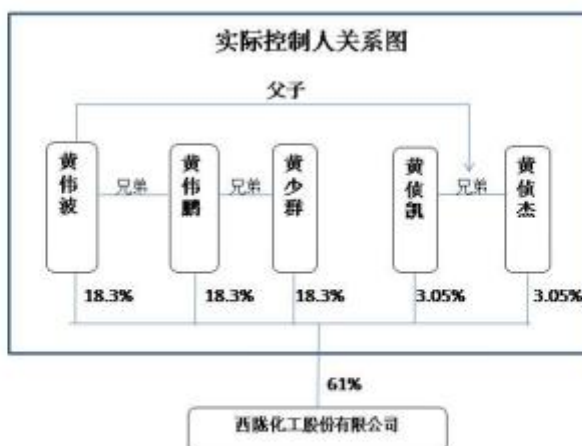 实际控制人关系图
父子
黄伟波
兄弟
黄伟鹏
兄弟
黄少群
黄侦凯
兄弟
黄侦杰
18.3%
18.3%
18.3%
3.05%
3.05%
61%
西陇化工股份有限公司